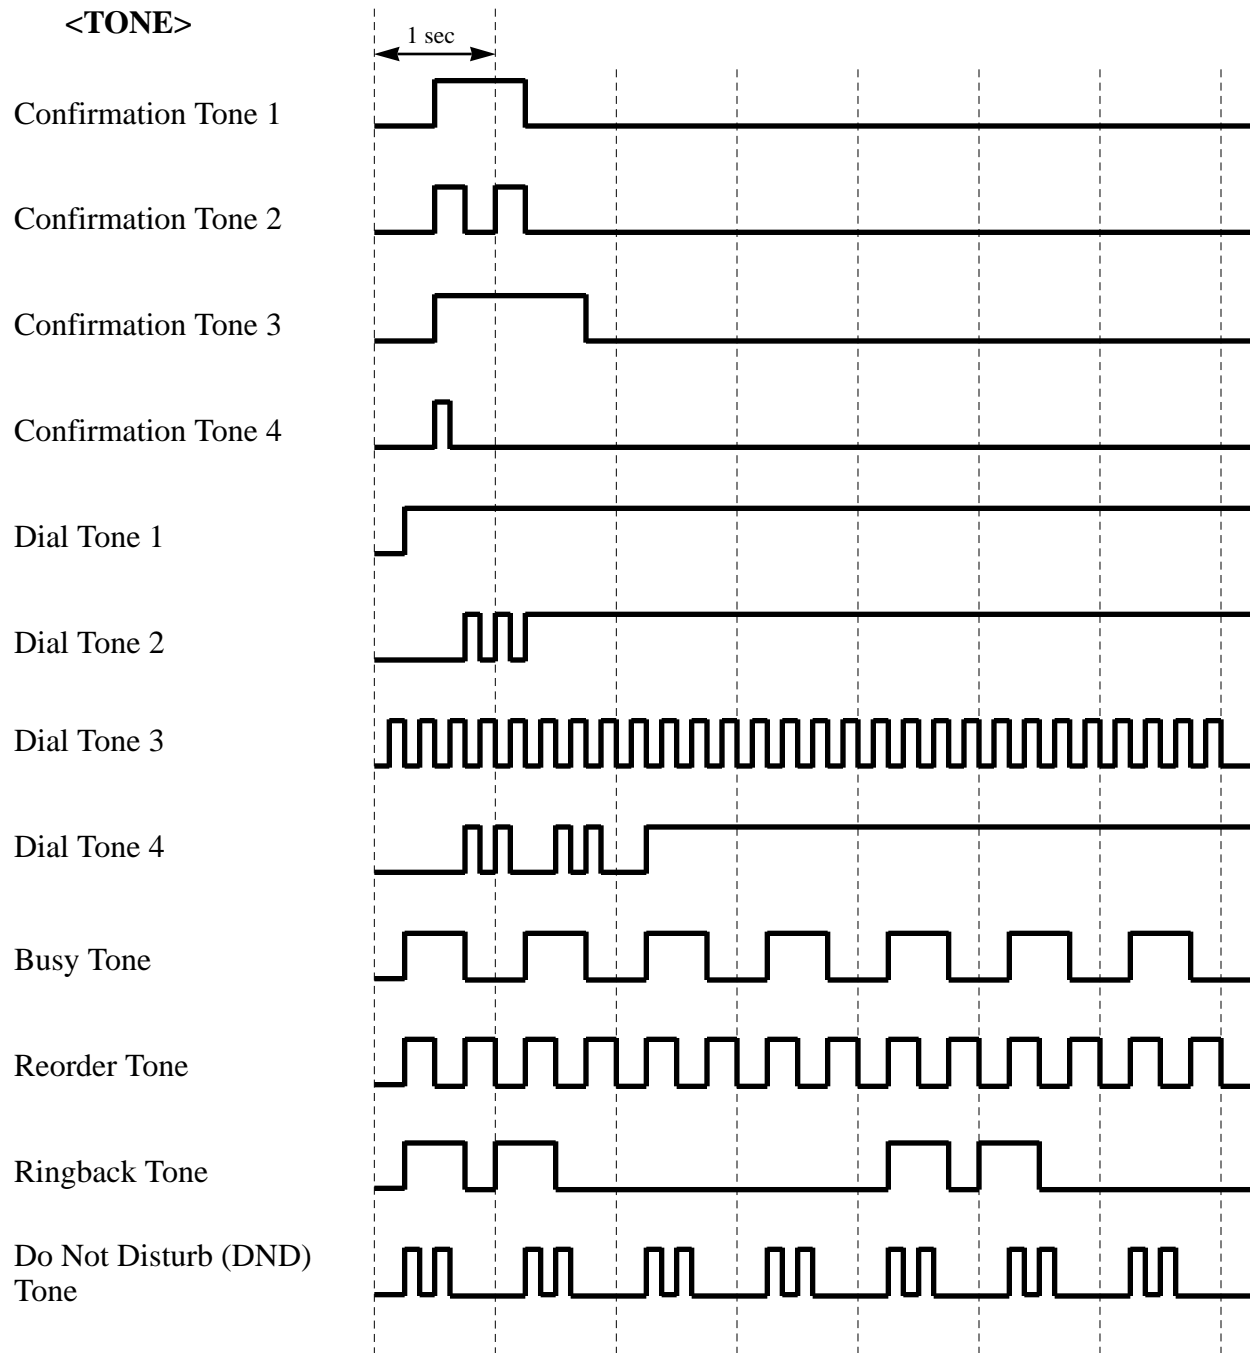 <TONE>
1 sec
Confirmation Tone 1
Confirmation Tone 2
Confirmation Tone 3
Confirmation Tone 4
Dial Tone 1
Dial Tone 2
Dial Tone 3
Dial Tone 4
Busy Tone
Reorder Tone
Ringback Tone
Do Not Disturb (DND)
Tone